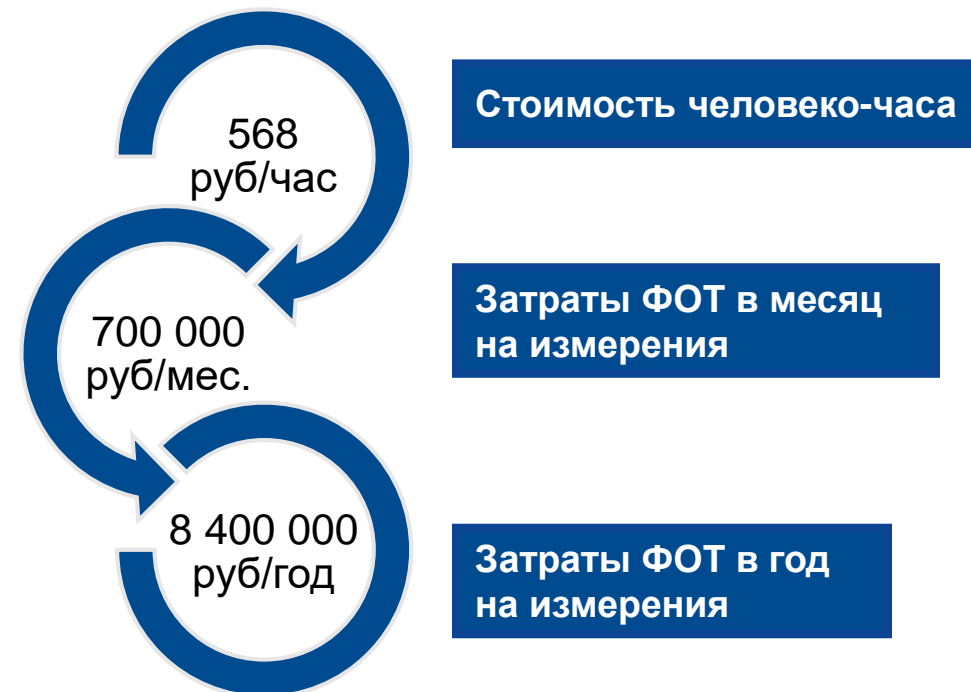 568
руб/час
Стоимость человеко-часа
700 000
руб/мес.
Затраты ФОТ в месяц
на измерения
8 400 000
руб/год
Затраты ФОТ в год
на измерения